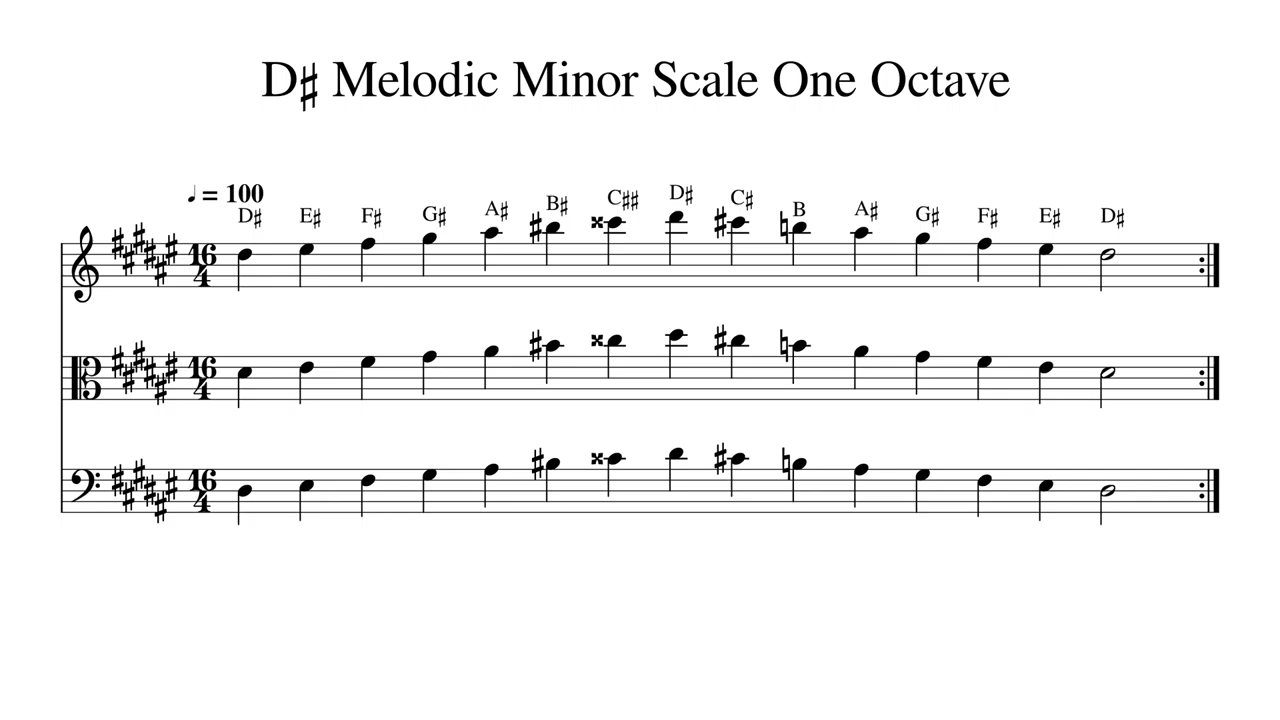 D♯ Melodic Minor Scale One Octave
♩ = 100
D♯ E♯ F♯ G♯ A♯ B♯ C♯♯ D♯ C♯ B A♯ G♯ F♯ E♯ D♯
16
4
16
4
16
4